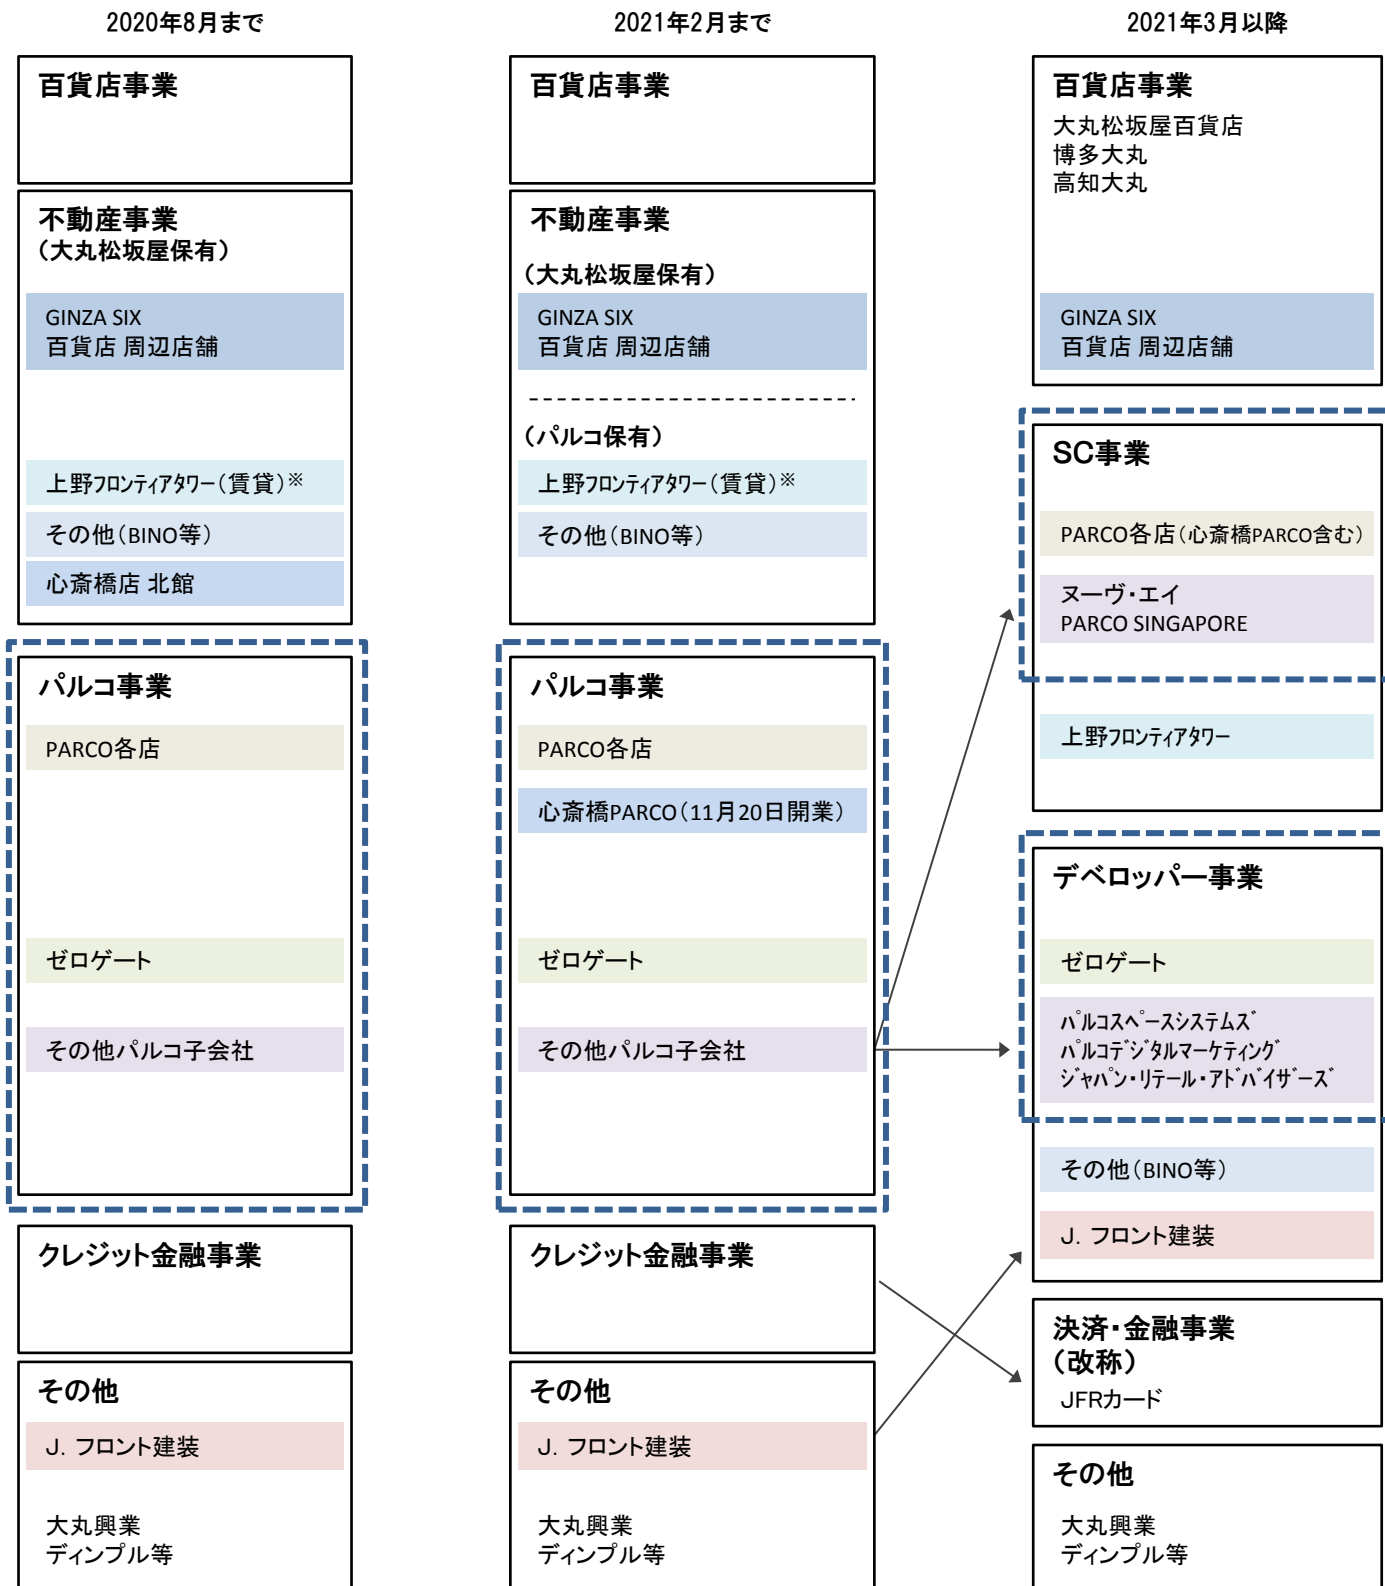 2020年8月まで
百貨店事業
不動産事業
（大丸松坂屋保有）
GINZA SIX
百貨店 周辺店舗
上野フロンティアタワー（賃貸）※
その他（BINO等）
心斎橋店 北館
パルコ事業
PARCO各店
ゼロゲート
その他パルコ子会社
クレジット金融事業
その他
J. フロント建装
大丸興業
ディンプル等
2021年2月まで
百貨店事業
不動産事業
（大丸松坂屋保有）
GINZA SIX
百貨店 周辺店舗
（パルコ保有）
上野フロンティアタワー（賃貸）※
その他（BINO等）
パルコ事業
PARCO各店
心斎橋PARCO（11月20日開業）
ゼロゲート
その他パルコ子会社
クレジット金融事業
その他
J. フロント建装
大丸興業
ディンプル等
2021年3月以降
百貨店事業
大丸松坂屋百貨店
博多大丸
高知大丸
GINZA SIX
百貨店 周辺店舗
SC事業
PARCO各店（心斎橋PARCO含む）
ヌーヴ・エイ
PARCO SINGAPORE
上野フロンティアタワー
デベロッパー事業
ゼロゲート
パルコスペースシステムズ
パルコデジタルマーケティング
ジャパン・リテール・アドバイザーズ
その他（BINO等）
J. フロント建装
決済・金融事業
（改称）
JFRカード
その他
大丸興業
ディンプル等